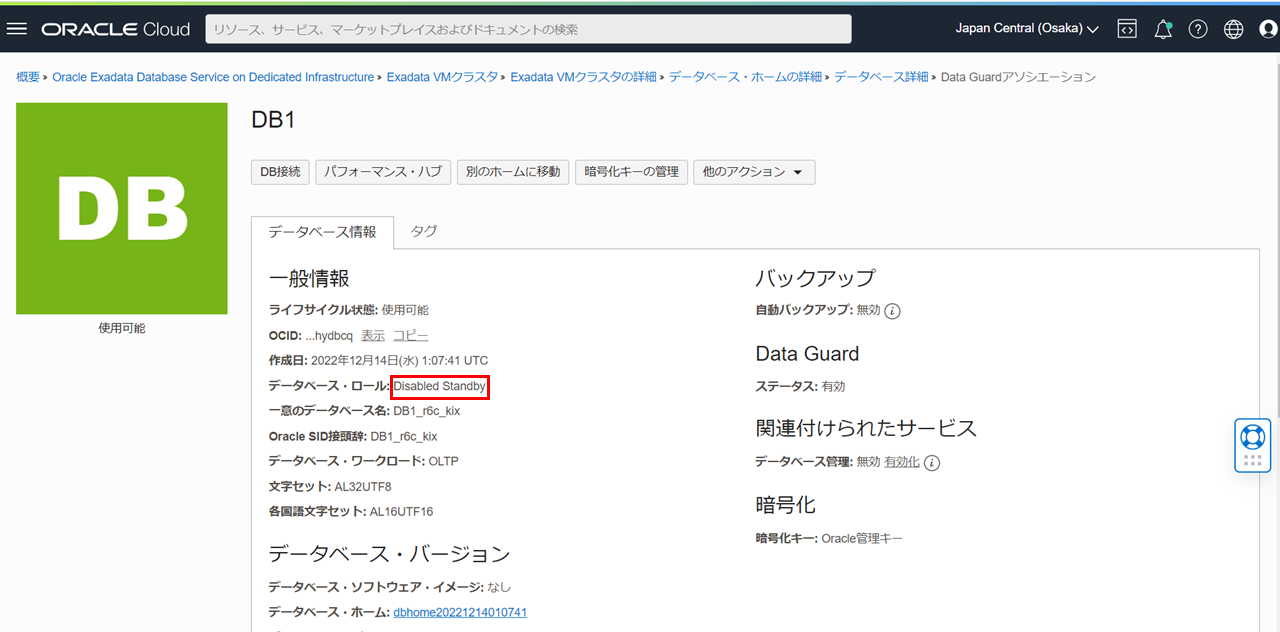 ORACLE Cloud
リソース、サービス、マーケットプレイスおよびドキュメントの検索
Japan Central (Osaka)
概要 » Oracle Exadata Database Service on Dedicated Infrastructure » Exadata VMクラスタ » Exadata VMクラスタの詳細 » データベース・ホームの詳細 » データベース詳細 » Data Guardアソシエーション
DB
使用可能
DB1
DB接続 パフォーマンス・ハブ 別のホームに移動 暗号化キーの管理 他のアクション
データベース情報 タグ
一般情報
ライフサイクル状態: 使用可能
OCID: ...hydbcq 表示 コピー
作成日: 2022年12月14日(水) 1:07:41 UTC
データベース・ロール: Disabled Standby
一意のデータベース名: DB1_r6c_kix
Oracle SID接頭辞: DB1_r6c_kix
データベース・ワークロード: OLTP
文字セット: AL32UTF8
各国語文字セット: AL16UTF16
データベース・バージョン
データベース・ソフトウェア・イメージ: なし
データベース・ホーム: dbhome20221214010741
バックアップ
自動バックアップ: 無効
Data Guard
ステータス: 有効
関連付けられたサービス
データベース管理: 無効 有効化
暗号化
暗号化キー: Oracle管理キー